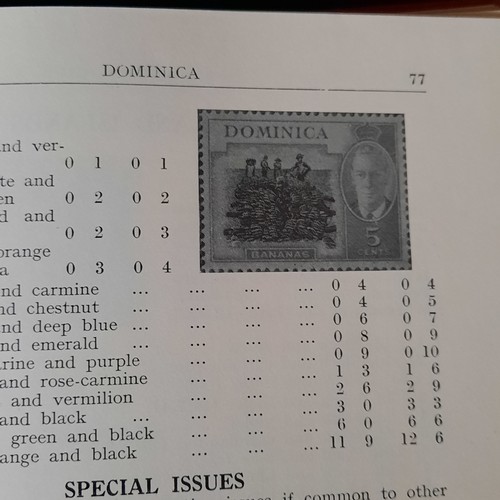 DOMINICA 77
and ver-
0 1 0 1
te and
en 0 2 0 2
d and
0 2 0 3
orange
a 0 3 0 4
DOMINICA
BANANAS
5
CENTS
nd carmine ... ... ... 0 4 0 4
nd chestnut ... ... ... 0 4 0 5
and deep blue ... ... ... 0 6 0 7
nd emerald ... ... ... 0 8 0 9
rine and purple ... ... 0 9 0 10
and rose-carmine ... ... 1 3 1 6
and vermilion ... ... 2 6 2 9
and black ... ... ... 3 0 3 3
green and black ... ... 6 0 6 6
ange and black ... ... 11 9 12 6
SPECIAL ISSUES
issues if common to other